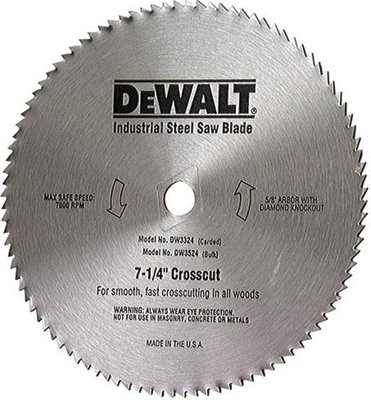 DEWALT®
Industrial Steel Saw Blade
MAX SAFE SPEED:
7000 RPM
5/8" ARBOR WITH
DIAMOND KNOCKOUT
Model No. DW3324 (Carded)
Model No. DW3524 (Bulk)
7-1/4" Crosscut
For smooth, fast crosscutting in all woods
WARNING: ALWAYS WEAR EYE PROTECTION.
NOT FOR USE IN MASONRY, CONCRETE OR METALS
MADE IN THE U.S.A.